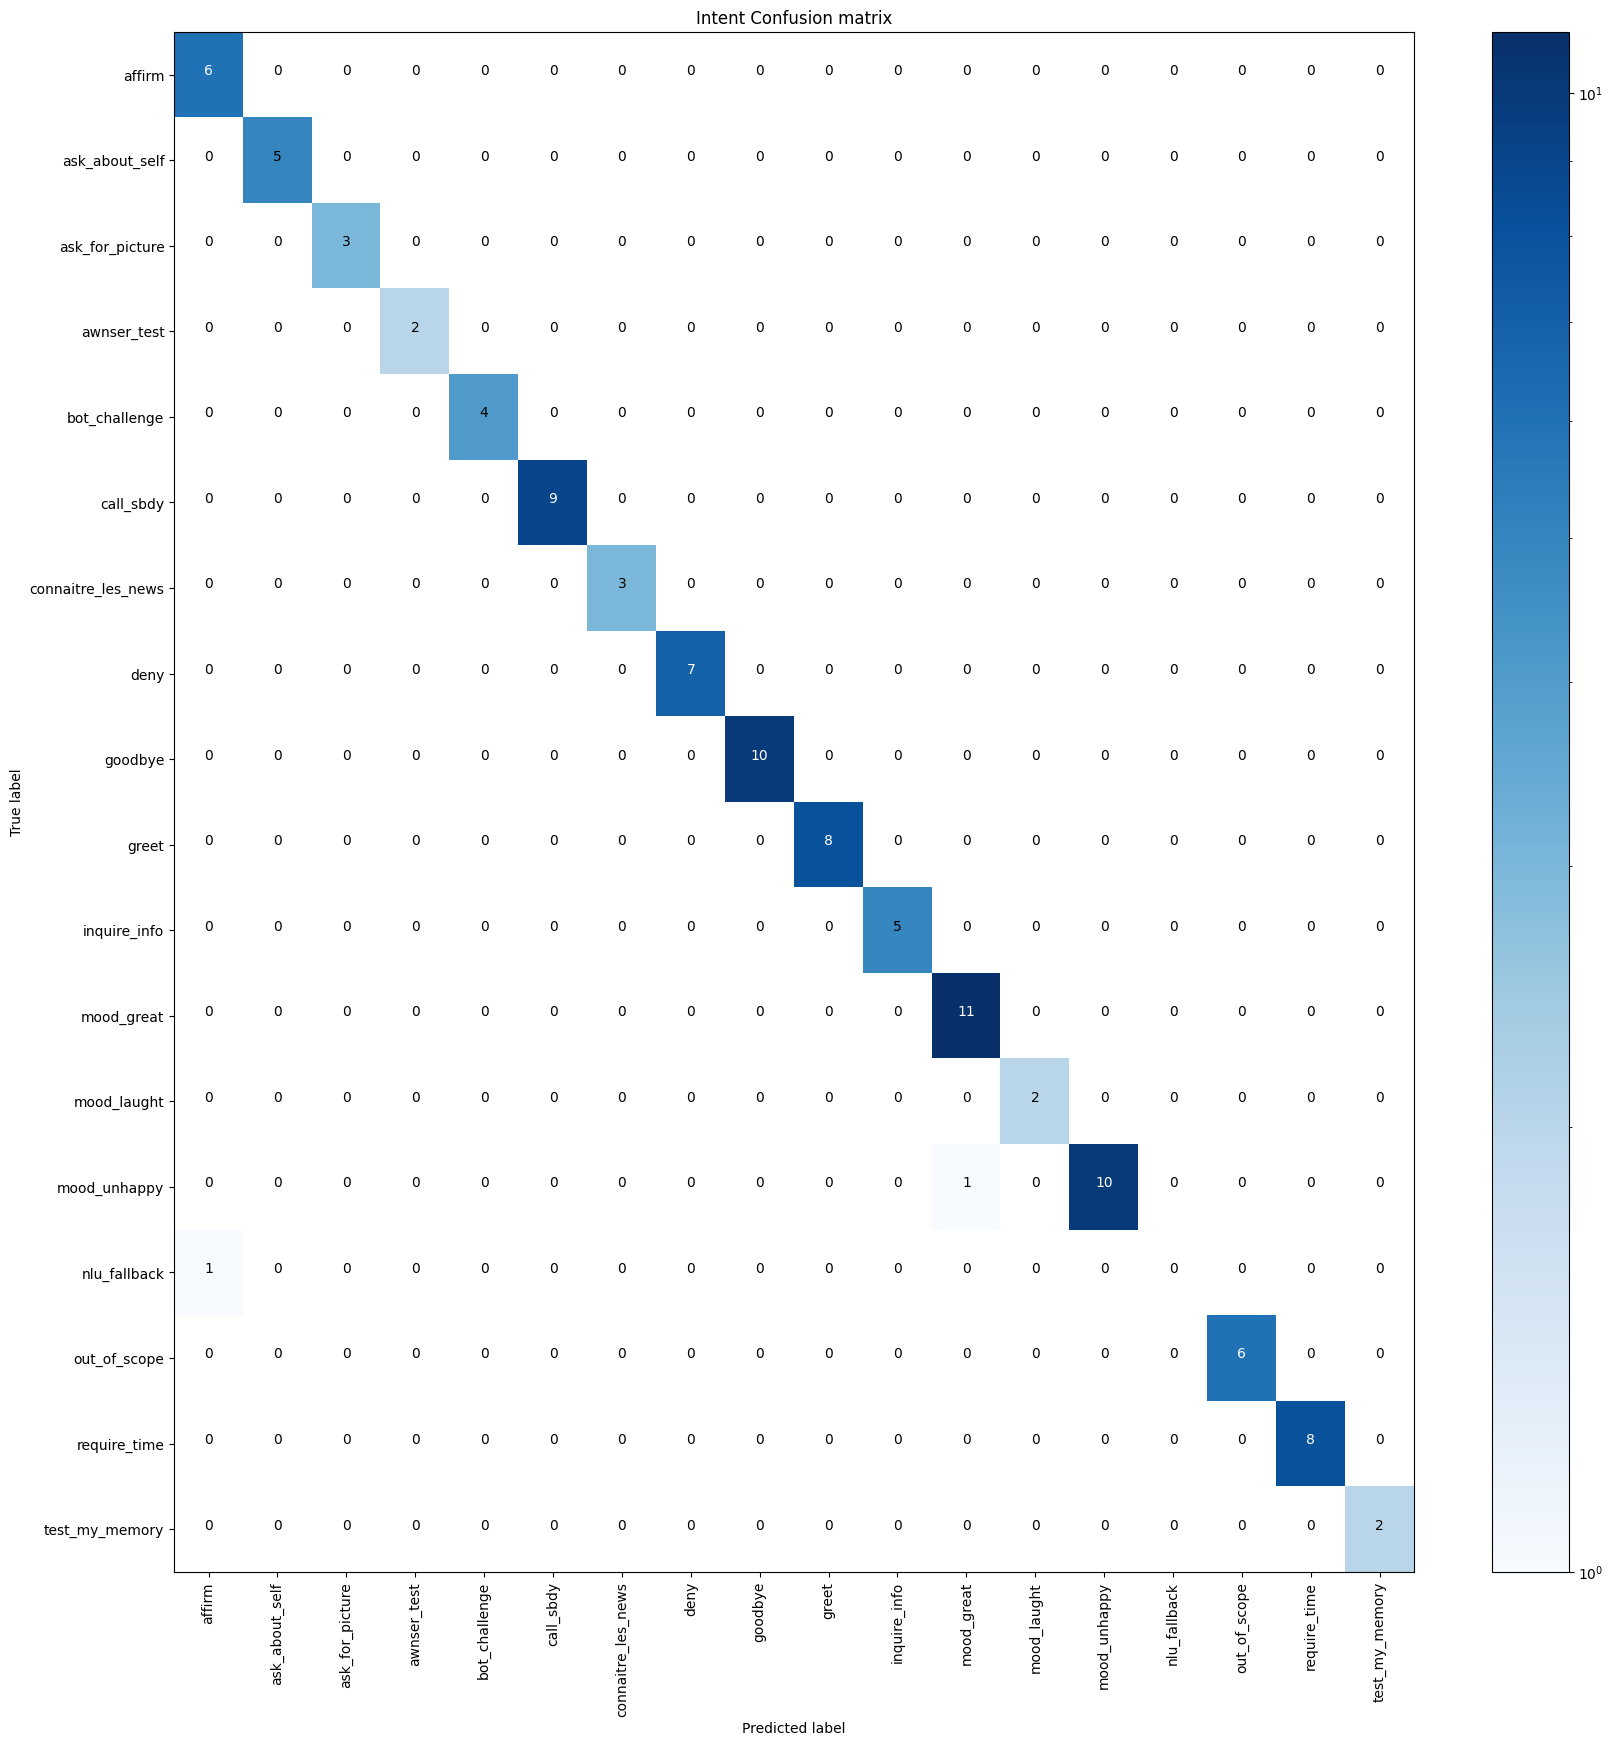 Intent Confusion matrix
affirm 6 0 0 0 0 0 0 0 0 0 0 0 0 0 0 0 0 0
ask_about_self 0 5 0 0 0 0 0 0 0 0 0 0 0 0 0 0 0 0
ask_for_picture 0 0 3 0 0 0 0 0 0 0 0 0 0 0 0 0 0 0
awnser_test 0 0 0 2 0 0 0 0 0 0 0 0 0 0 0 0 0 0
bot_challenge 0 0 0 0 4 0 0 0 0 0 0 0 0 0 0 0 0 0
call_sbdy 0 0 0 0 0 9 0 0 0 0 0 0 0 0 0 0 0 0
connaitre_les_news 0 0 0 0 0 0 3 0 0 0 0 0 0 0 0 0 0 0
deny 0 0 0 0 0 0 0 7 0 0 0 0 0 0 0 0 0 0
goodbye 0 0 0 0 0 0 0 0 10 0 0 0 0 0 0 0 0 0
greet 0 0 0 0 0 0 0 0 0 8 0 0 0 0 0 0 0 0
inquire_info 0 0 0 0 0 0 0 0 0 0 5 0 0 0 0 0 0 0
mood_great 0 0 0 0 0 0 0 0 0 0 0 11 0 0 0 0 0 0
mood_laught 0 0 0 0 0 0 0 0 0 0 0 0 2 0 0 0 0 0
mood_unhappy 0 0 0 0 0 0 0 0 0 0 0 1 0 10 0 0 0 0
nlu_fallback 1 0 0 0 0 0 0 0 0 0 0 0 0 0 0 0 0 0
out_of_scope 0 0 0 0 0 0 0 0 0 0 0 0 0 0 0 6 0 0
require_time 0 0 0 0 0 0 0 0 0 0 0 0 0 0 0 0 8 0
test_my_memory 0 0 0 0 0 0 0 0 0 0 0 0 0 0 0 0 0 2
True label
affirm
ask_about_self
ask_for_picture
awnser_test
bot_challenge
call_sbdy
connaitre_les_news
deny
goodbye
greet
inquire_info
mood_great
mood_laught
mood_unhappy
nlu_fallback
out_of_scope
require_time
test_my_memory
Predicted label
10¹
10⁰